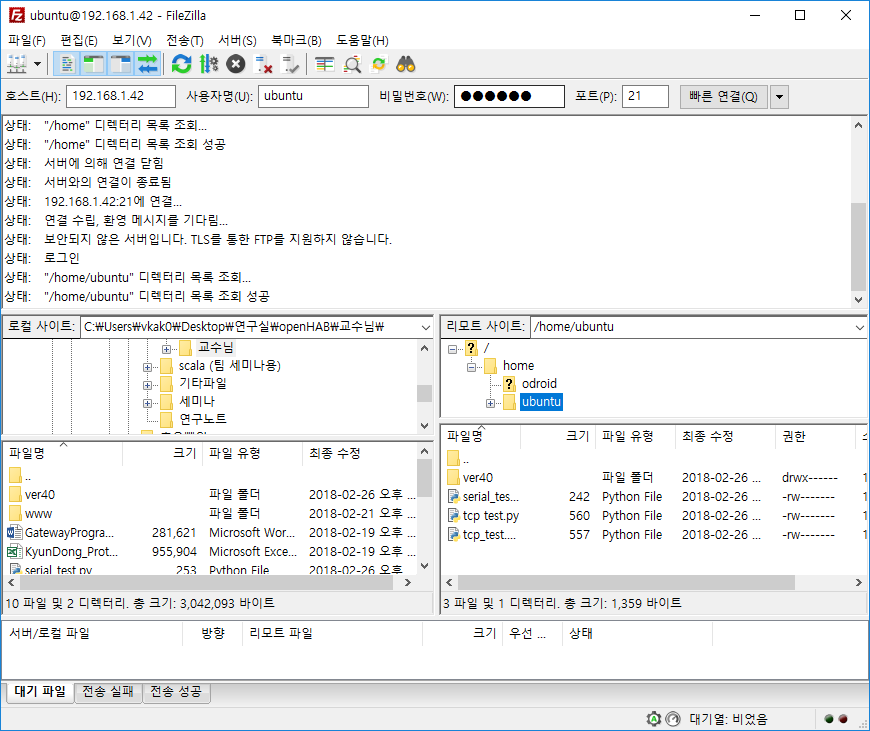 ubuntu@192.168.1.42 - FileZilla
파일(F) 편집(E) 보기(V) 전송(T) 서버(S) 북마크(B) 도움말(H)
호스트(H): 192.168.1.42 사용자명(U): ubuntu 비밀번호(W): ●●●●●● 포트(P): 21 빠른 연결(Q)
상태: "/home" 디렉터리 목록 조회...
상태: "/home" 디렉터리 목록 조회 성공
상태: 서버에 의해 연결 닫힘
상태: 서버와의 연결이 종료됨
상태: 192.168.1.42:21에 연결...
상태: 연결 수립, 환영 메시지를 기다림...
상태: 보안되지 않은 서버입니다. TLS를 통한 FTP를 지원하지 않습니다.
상태: 로그인
상태: "/home/ubuntu" 디렉터리 목록 조회...
상태: "/home/ubuntu" 디렉터리 목록 조회 성공
로컬 사이트: C:₩Users₩vkak0₩Desktop₩연구실₩openHAB₩교수님₩
교수님
scala (팀 세미나용)
기타파일
세미나
연구노트
파일명 크기 파일 유형 최종 수정
..
ver40 파일 폴더 2018-02-26 오후 ...
www 파일 폴더 2018-02-21 오후 ...
GatewayProgra... 281,621 Microsoft Wor... 2018-02-19 오후 ...
KyunDong_Prot... 955,904 Microsoft Exce... 2018-02-19 오후 ...
serial_test.py 253 Python File 2018-02-26 오후 ...
10 파일 및 2 디렉터리. 총 크기: 3,042,093 바이트
리모트 사이트: /home/ubuntu
/
home
odroid
ubuntu
파일명 크기 파일 유형 최종 수정 권한
..
ver40 파일 폴더 2018-02-26 ... drwx------
serial_tes... 242 Python File 2018-02-26 ... -rw-------
tcp test.py 560 Python File 2018-02-26 ... -rw-------
tcp_test.... 557 Python File 2018-02-26 ... -rw-------
3 파일 및 1 디렉터리. 총 크기: 1,359 바이트
서버/로컬 파일 방향 리모트 파일 크기 우선 ... 상태
대기 파일 전송 실패 전송 성공
대기열: 비었음